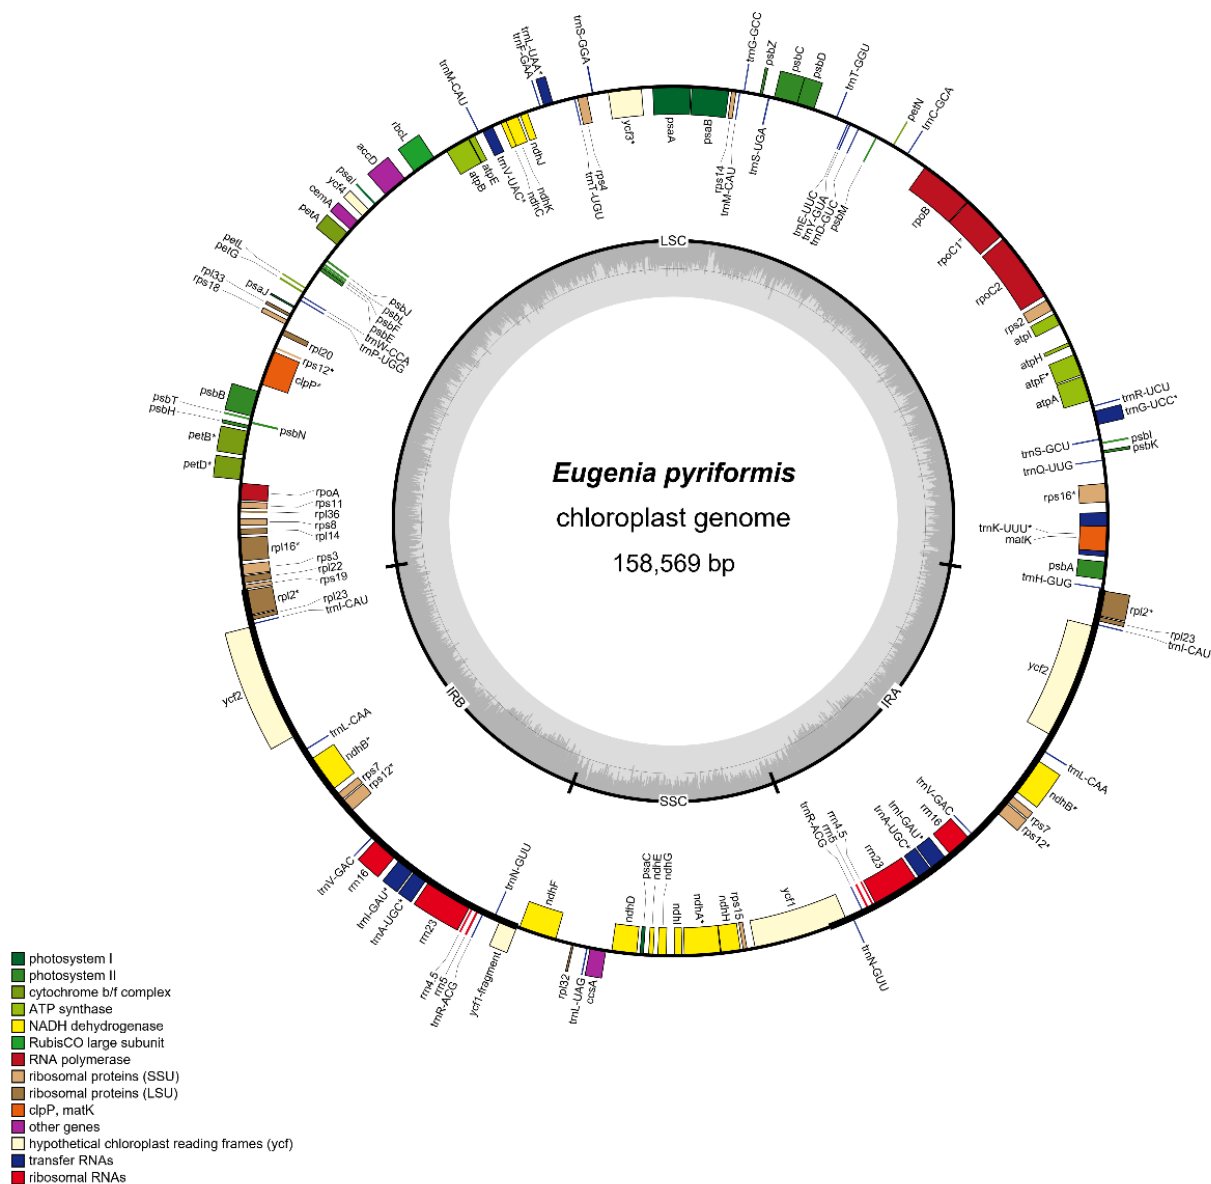 Eugenia pyriformis
chloroplast genome
158,569 bp
LSC
IRA
SSC
IRB
trnG-GCC
psbZ
psbC
psbD
trnT-GGU
petN
trnC-GCA
trnS-UGA
trnE-UUC
trnY-GUA
trnD-GUC
psbM
rpoB
rpoC1*
rpoC2
rps2
atpI
atpH
atpF*
atpA
trnR-UCU
trnG-UCC*
trnS-GCU
psbI
psbK
trnQ-UUG
rps16*
trnK-UUU*
matK
psbA
trnH-GUG
rpl2*
rpl23
trnI-CAU
ycf2
trnL-CAA
ndhB*
rps7
rps12*
trnV-GAC
rrn16
trnI-GAU*
trnA-UGC*
rrn23
rrn4.5
rrn5
trnR-ACG
trnN-GUU
ycf1
rps15
ndhH
ndhA*
ndhI
ndhG
ndhE
psaC
ndhD
ccsA
trnL-UAG
rpl32
ndhF
ycf1-fragment
trnN-GUU
trnR-ACG
rrn5
rrn4.5
rrn23
trnA-UGC*
trnI-GAU*
rrn16
trnV-GAC
rps12*
rps7
ndhB*
trnL-CAA
ycf2
trnI-CAU
rpl23
rpl2*
rps19
rpl22
rps3
rpl16*
rpl14
rps8
rpl36
rps11
rpoA
petD*
petB*
psbN
psbH
psbT
psbB
clpP*
rps12*
rpl20
rps18
rpl33
psaJ
trnP-UGG
trnW-CCA
petG
petL
psbE
psbF
psbL
psbJ
petA
cemA
ycf4
psaI
accD
rbcL
atpB
atpE
trnM-CAU
trnV-UAC*
ndhC
ndhK
ndhJ
trnF-GAA
trnL-UAA*
trnT-UGU
rps4
trnS-GGA
ycf3*
psaA
psaB
rps14
trnM-CAU
photosystem I
photosystem II
cytochrome b/f complex
ATP synthase
NADH dehydrogenase
RubisCO large subunit
RNA polymerase
ribosomal proteins (SSU)
ribosomal proteins (LSU)
clpP, matK
other genes
hypothetical chloroplast reading frames (ycf)
transfer RNAs
ribosomal RNAs